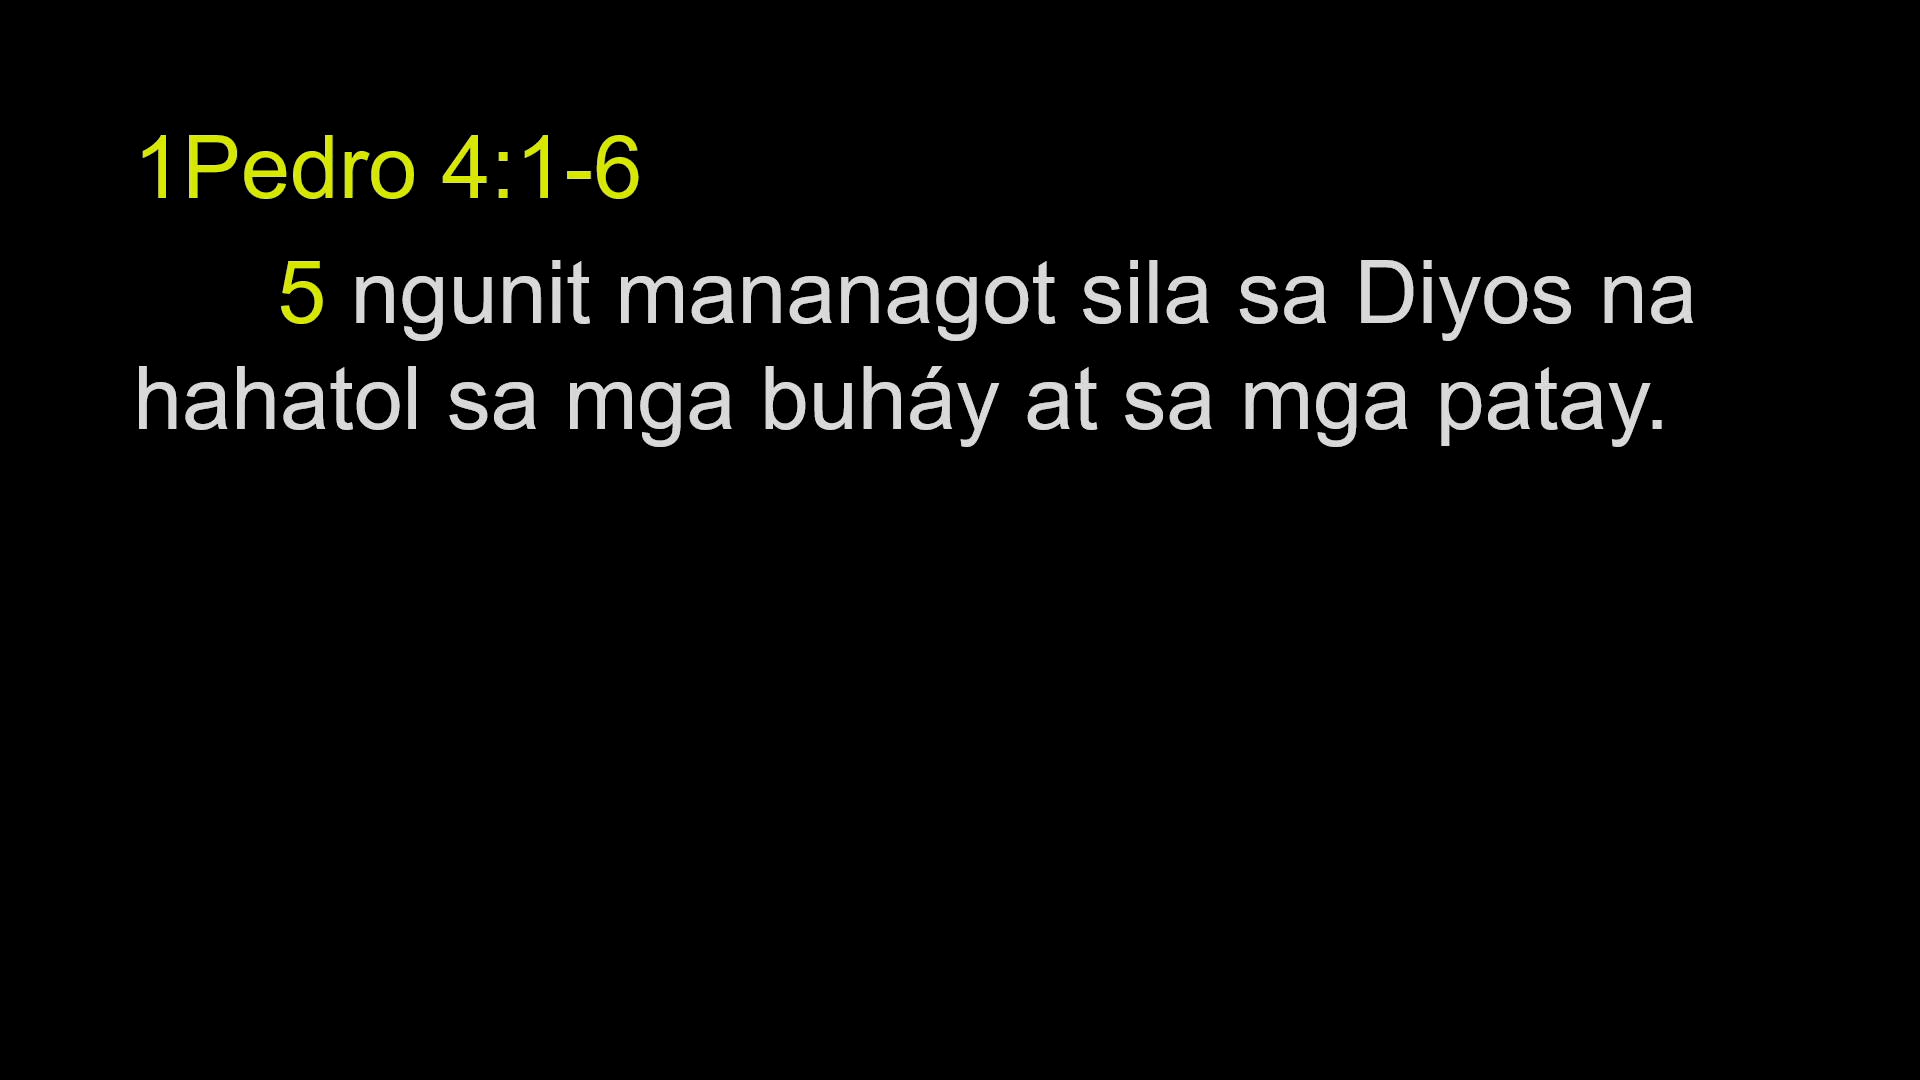 1Pedro 4:1-6
5 ngunit mananagot sila sa Diyos na
hahatol sa mga buháy at sa mga patay.